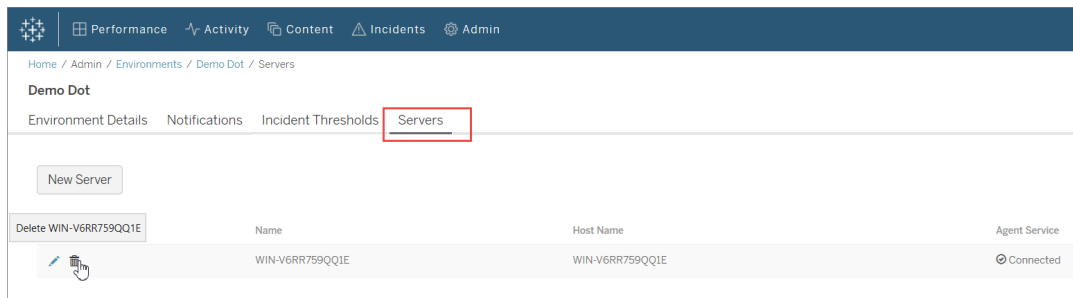 Performance Activity Content Incidents Admin
Home / Admin / Environments / Demo Dot / Servers
Demo Dot
Environment Details Notifications Incident Thresholds Servers
New Server
Delete WIN-V6RR759QQ1E
Name Host Name Agent Service
WIN-V6RR759QQ1E WIN-V6RR759QQ1E Connected